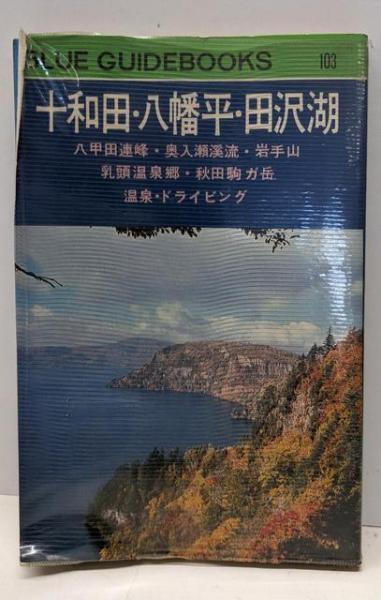 BLUE GUIDEBOOKS 103
十和田・八幡平・田沢湖
八甲田連峰・奥入瀬溪流・岩手山
乳頭温泉郷・秋田駒ガ岳
温泉・ドライビング